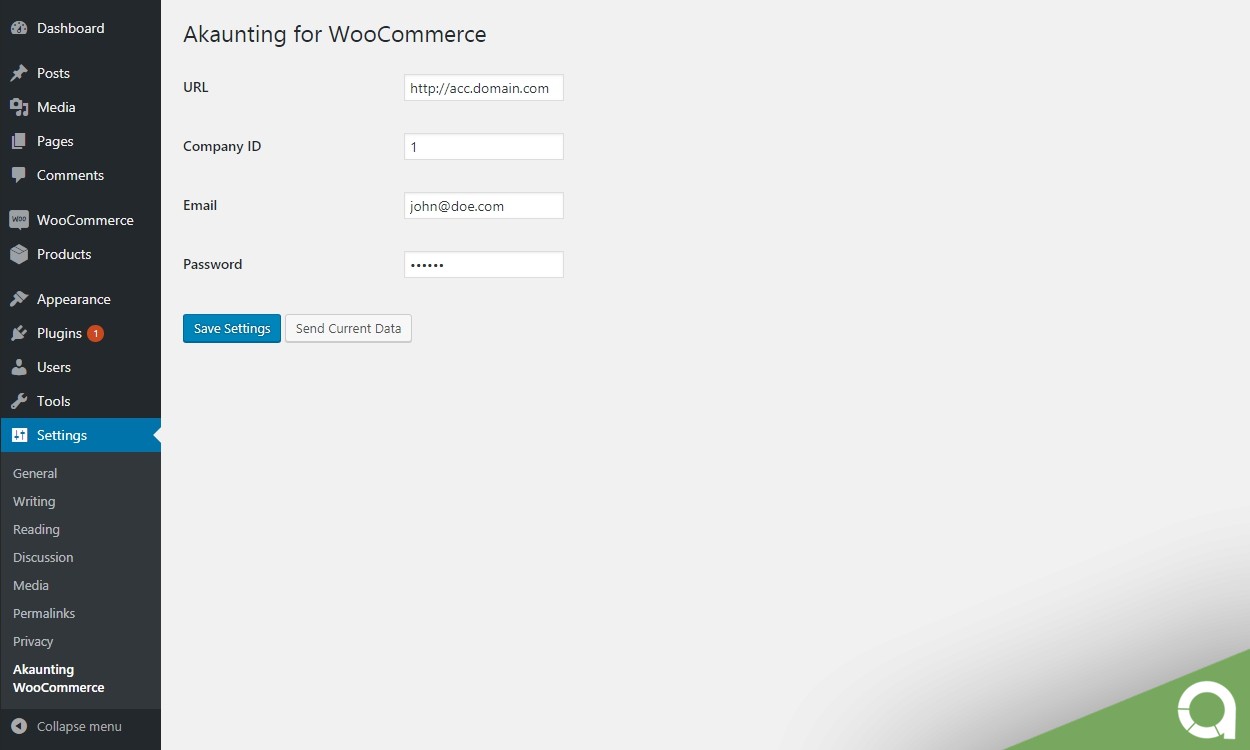 Dashboard
Posts
Media
Pages
Comments
WooCommerce
Products
Appearance
Plugins 1
Users
Tools
Settings
General
Writing
Reading
Discussion
Media
Permalinks
Privacy
Akaunting
WooCommerce
Collapse menu
Akaunting for WooCommerce
URL http://acc.domain.com
Company ID 1
Email john@doe.com
Password ••••••
Save Settings Send Current Data